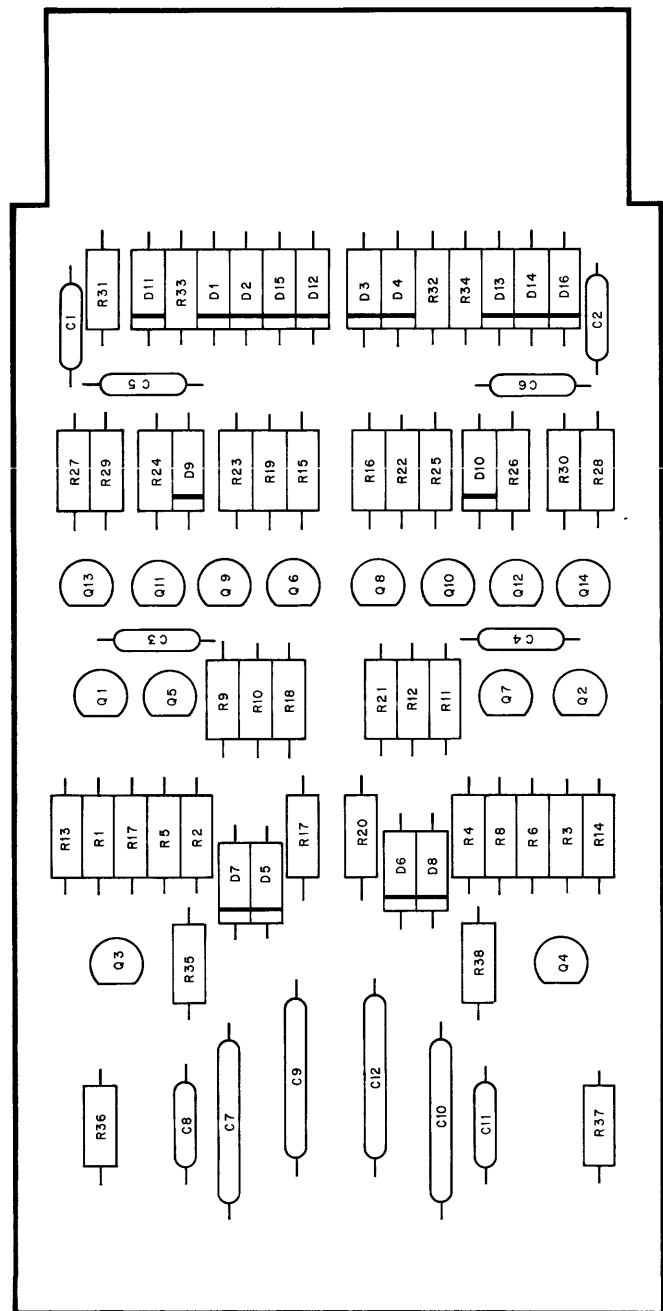 C1
R31
D11
R33
D1
D2
D15
D12
D3
D4
R32
R34
D13
D14
D16
C2
C5
C6
R27
R29
R24
D9
R23
R19
R15
R16
R22
R25
D10
R26
R30
R28
Q13
Q11
Q9
Q6
Q8
Q10
Q12
Q14
C3
C4
Q1
Q5
R9
R10
R18
R21
R12
R11
Q7
Q2
R13
R1
R17
R5
R2
D7
D5
R17
R20
D6
D8
R4
R8
R6
R3
R14
Q3
R35
R38
Q4
R36
C8
C7
C9
C12
C10
C11
R37